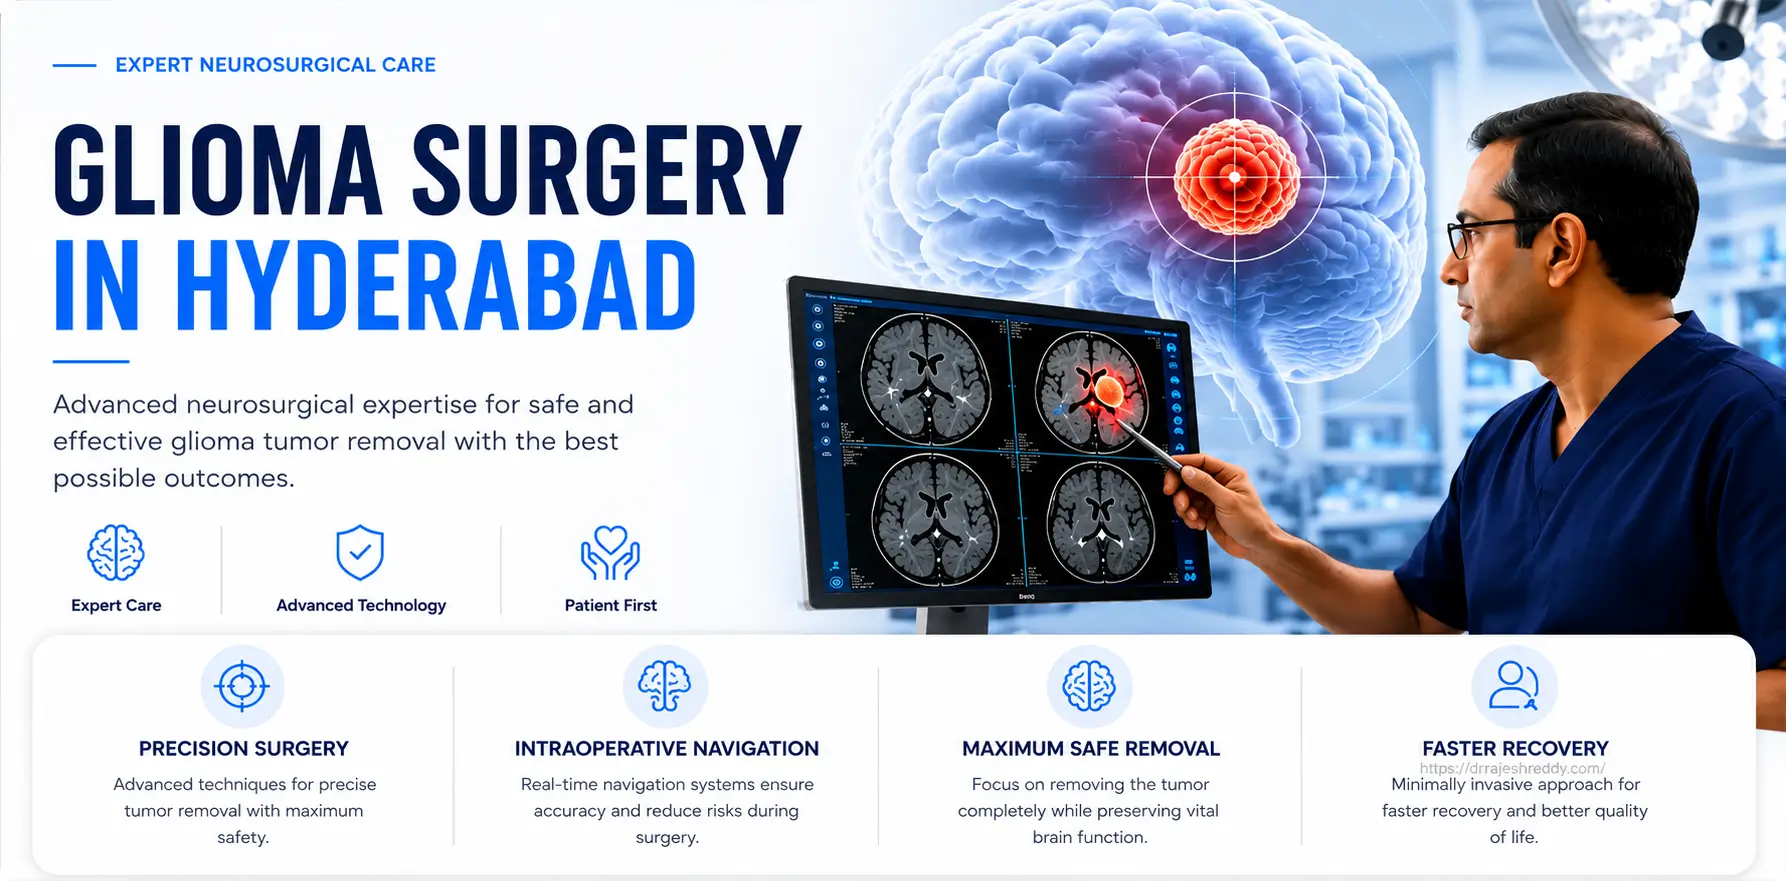 EXPERT NEUROSURGICAL CARE
GLIOMA SURGERY
IN HYDERABAD
Advanced neurosurgical expertise for safe and
effective glioma tumor removal with the best
possible outcomes.
Expert Care
Advanced Technology
Patient First
benq
PRECISION SURGERY
Advanced techniques for precise
tumor removal with maximum
safety.
INTRAOPERATIVE NAVIGATION
Real-time navigation systems ensure
accuracy and reduce risks during
surgery.
MAXIMUM SAFE REMOVAL
Focus on removing the tumor
completely while preserving vital
brain function.
FASTER RECOVERY
https://drrajeshreddy.com/
Minimally invasive approach for
faster recovery and better quality
of life.